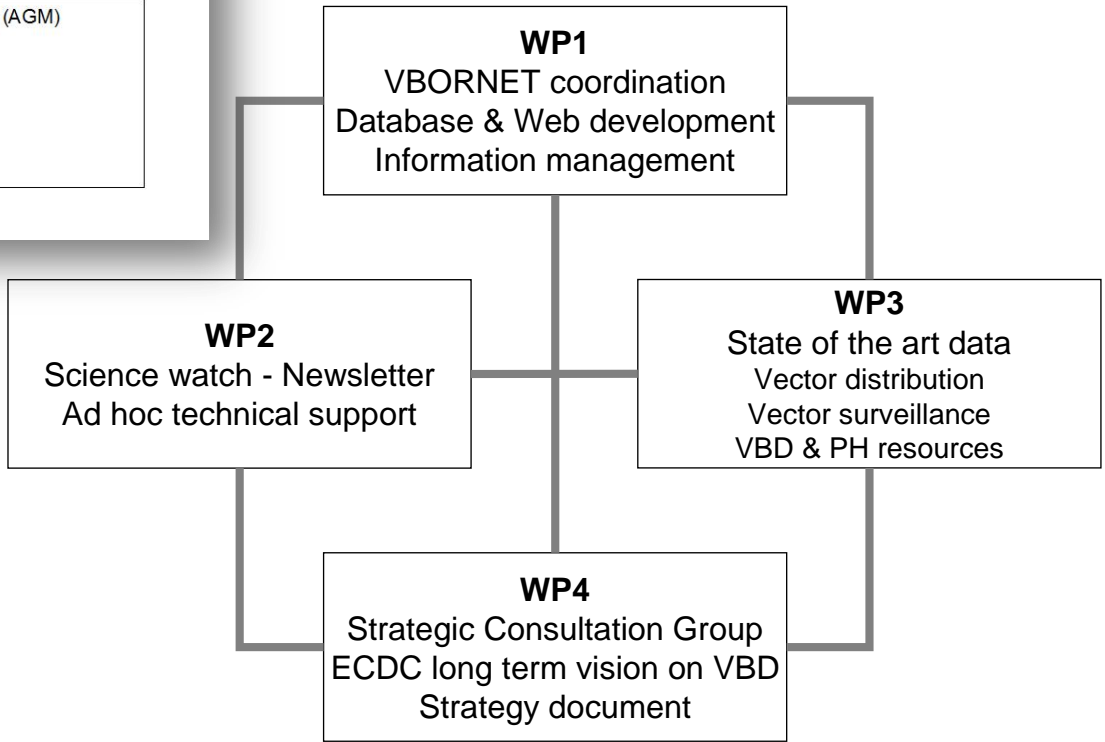 (AGM)
WP1
VBORNET coordination
Database & Web development
Information management
WP2
Science watch - Newsletter
Ad hoc technical support
WP3
State of the art data
Vector distribution
Vector surveillance
VBD & PH resources
WP4
Strategic Consultation Group
ECDC long term vision on VBD
Strategy document